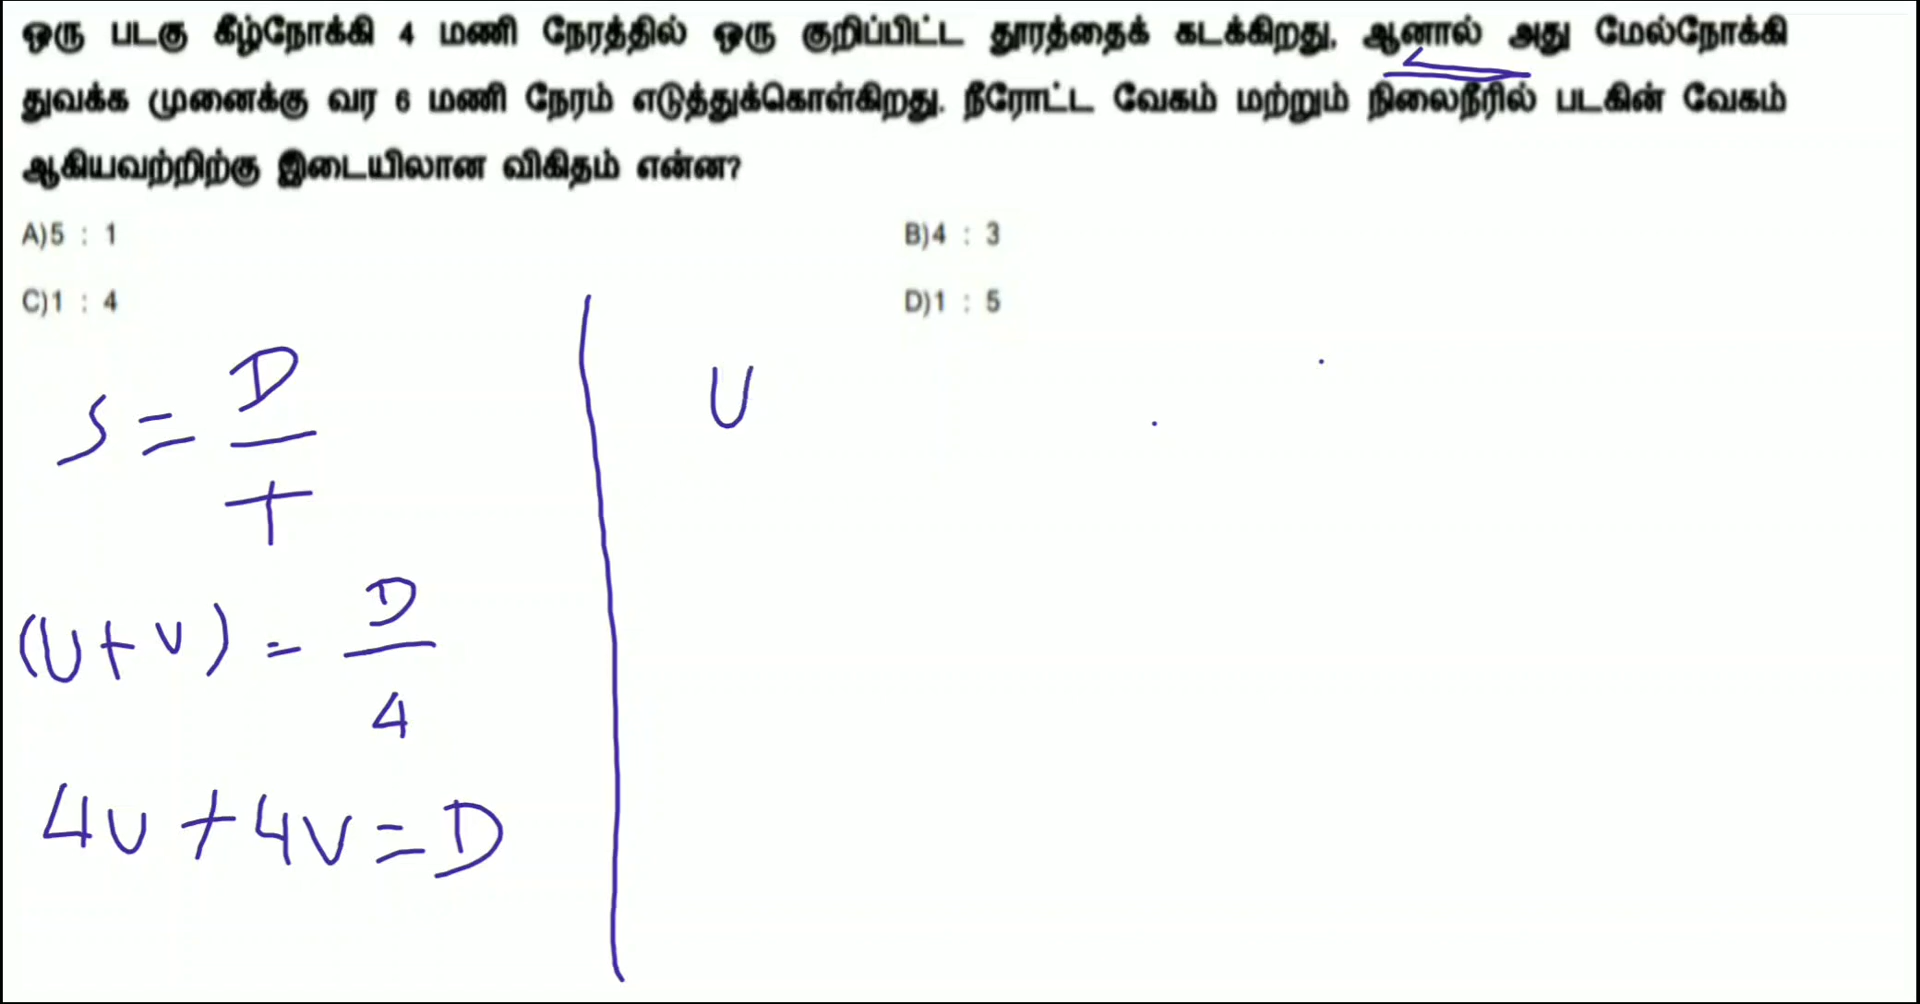 ஒரு படகு கீழ்நோக்கி 4 மணி நேரத்தில் ஒரு குறிப்பிட்ட தூரத்தைக் கடக்கிறது, ஆனால் அது மேல்நோக்கி
துவக்க முனைக்கு வர 6 மணி நேரம் எடுத்துக்கொள்கிறது. நீரோட்ட வேகம் மற்றும் நிலைநீரில் படகின் வேகம்
ஆகியவற்றிற்கு இடையிலான விகிதம் என்ன?
A)5 : 1
B)4 : 3
C)1 : 4
D)1 : 5
S = D/T
U
(U+V) = D/4
4U + 4V = D